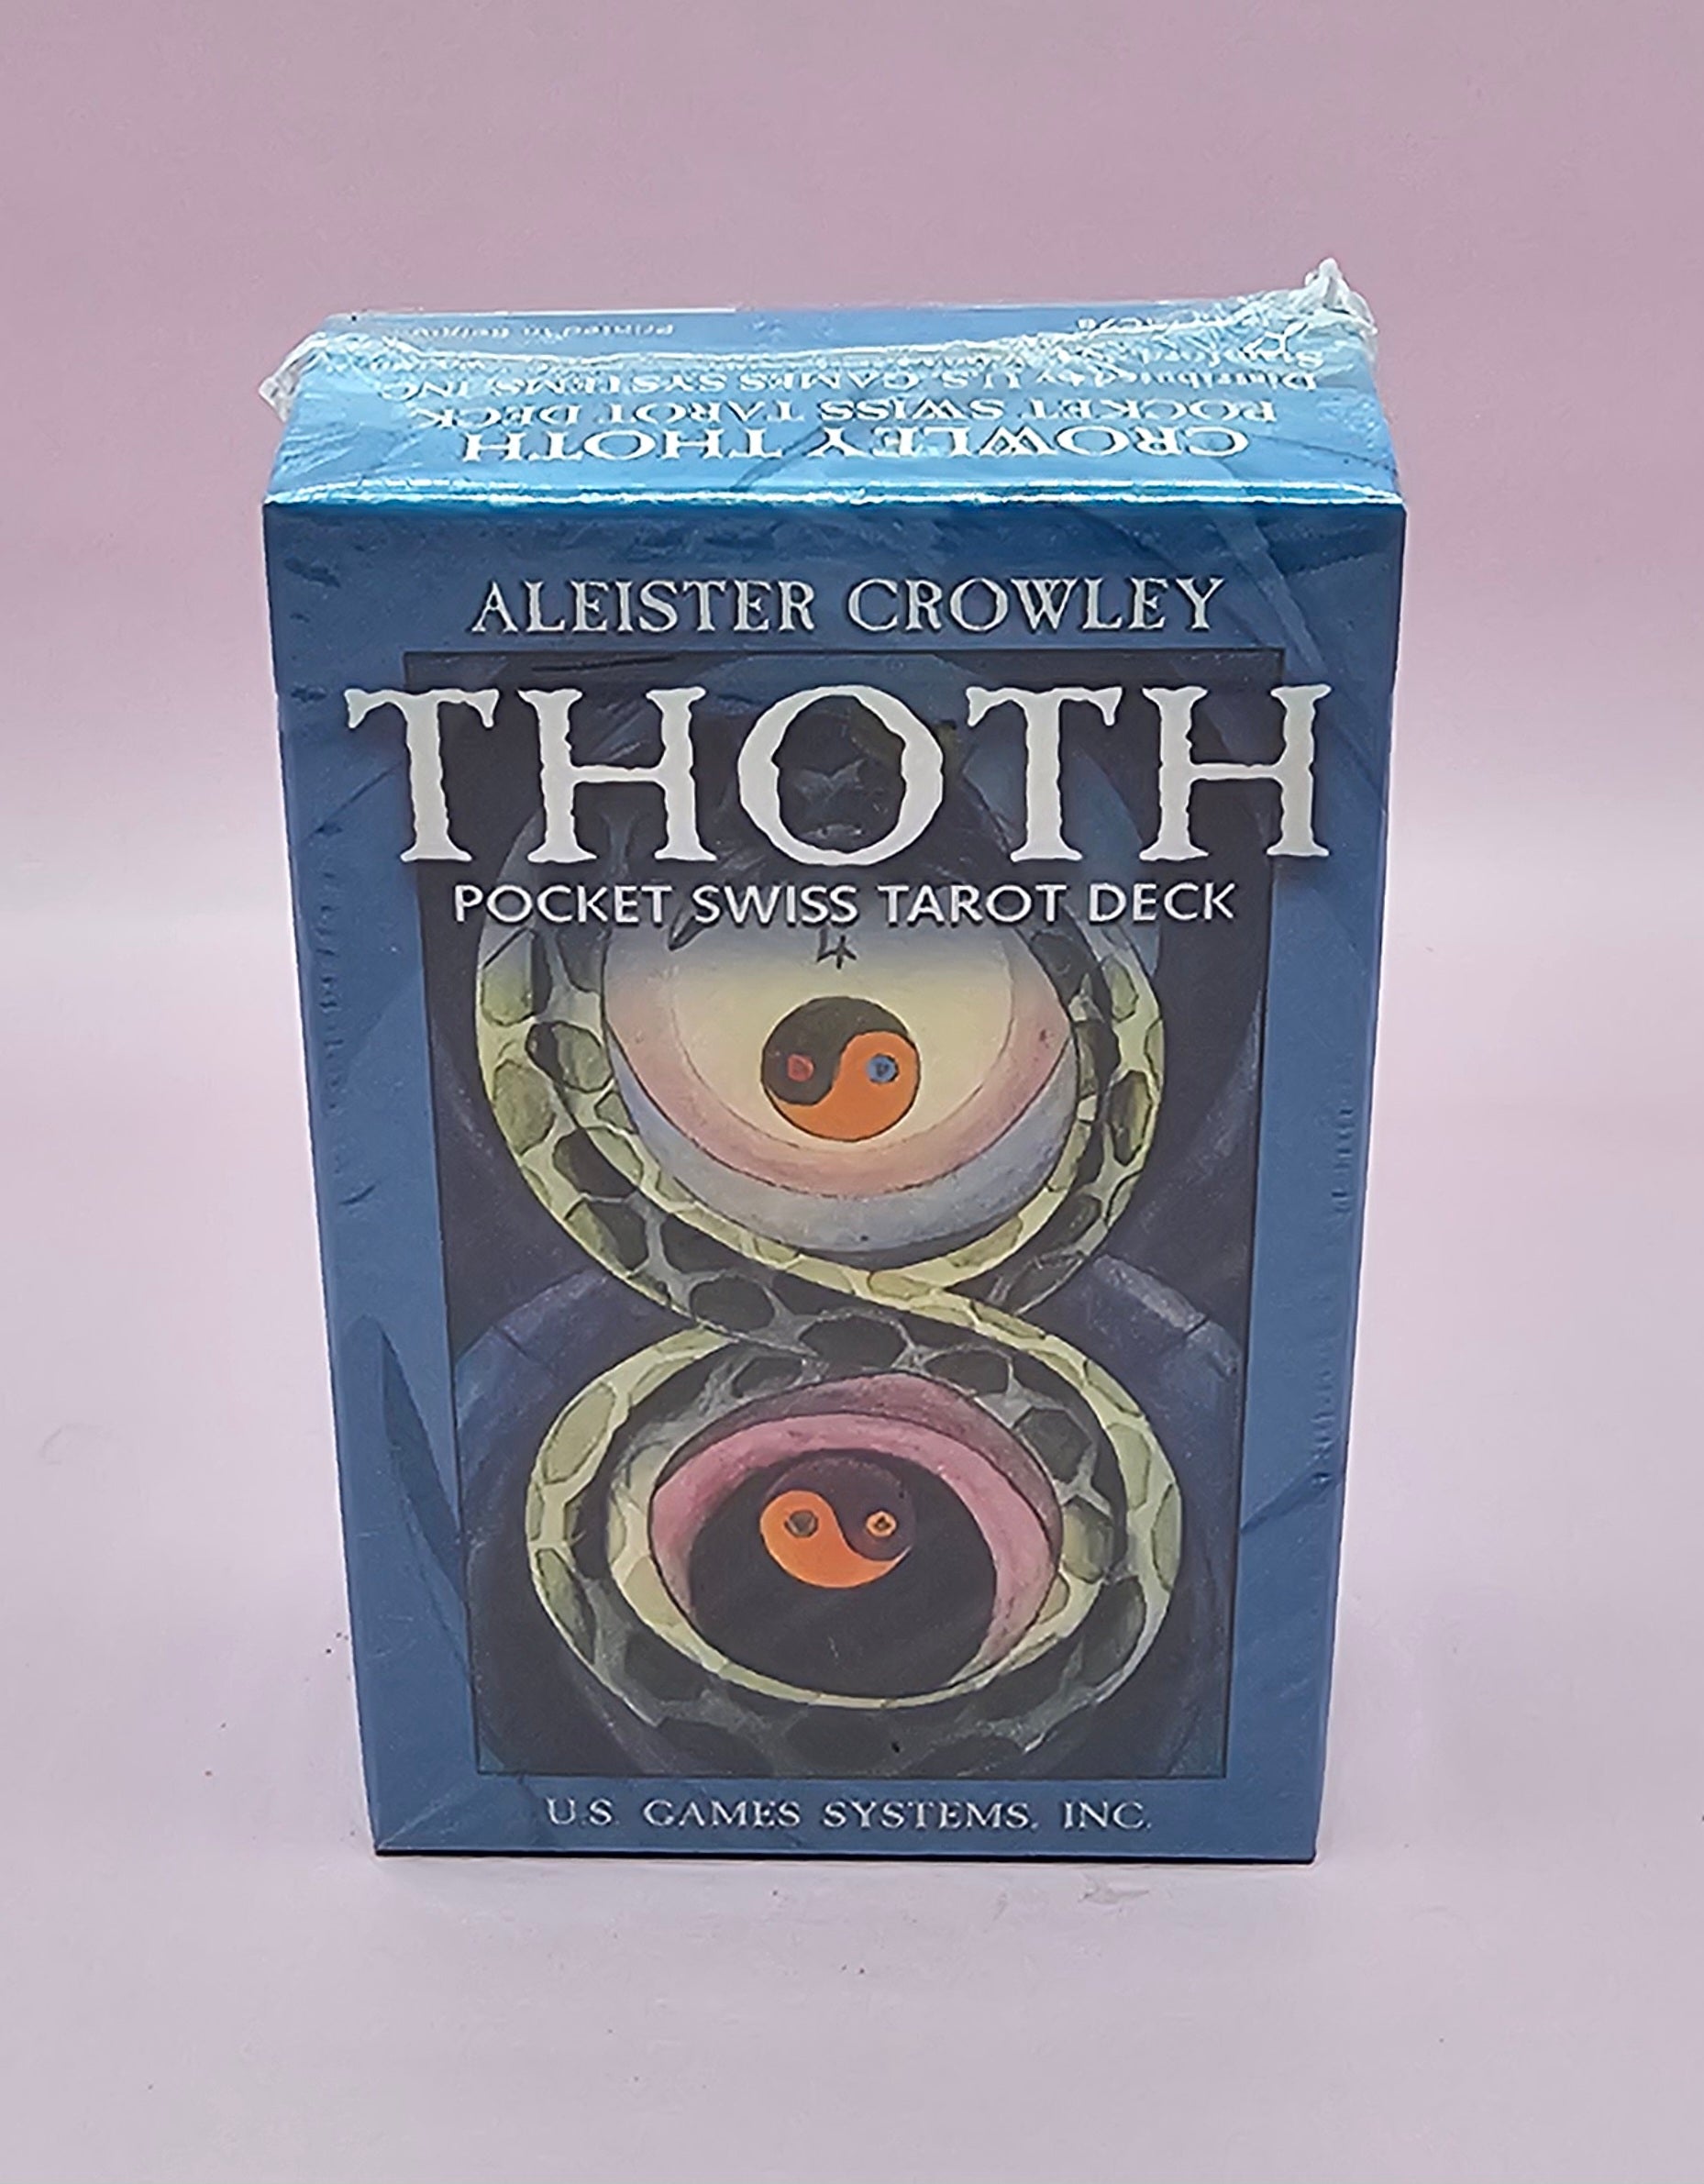 CROWLEY THOTH
POCKET SWISS TAROT DECK
Distributed by U.S. GAMES SYSTEMS, INC.
Printed in Belgium
ALEISTER CROWLEY
THOTH
POCKET SWISS TAROT DECK
U.S. GAMES SYSTEMS, INC.